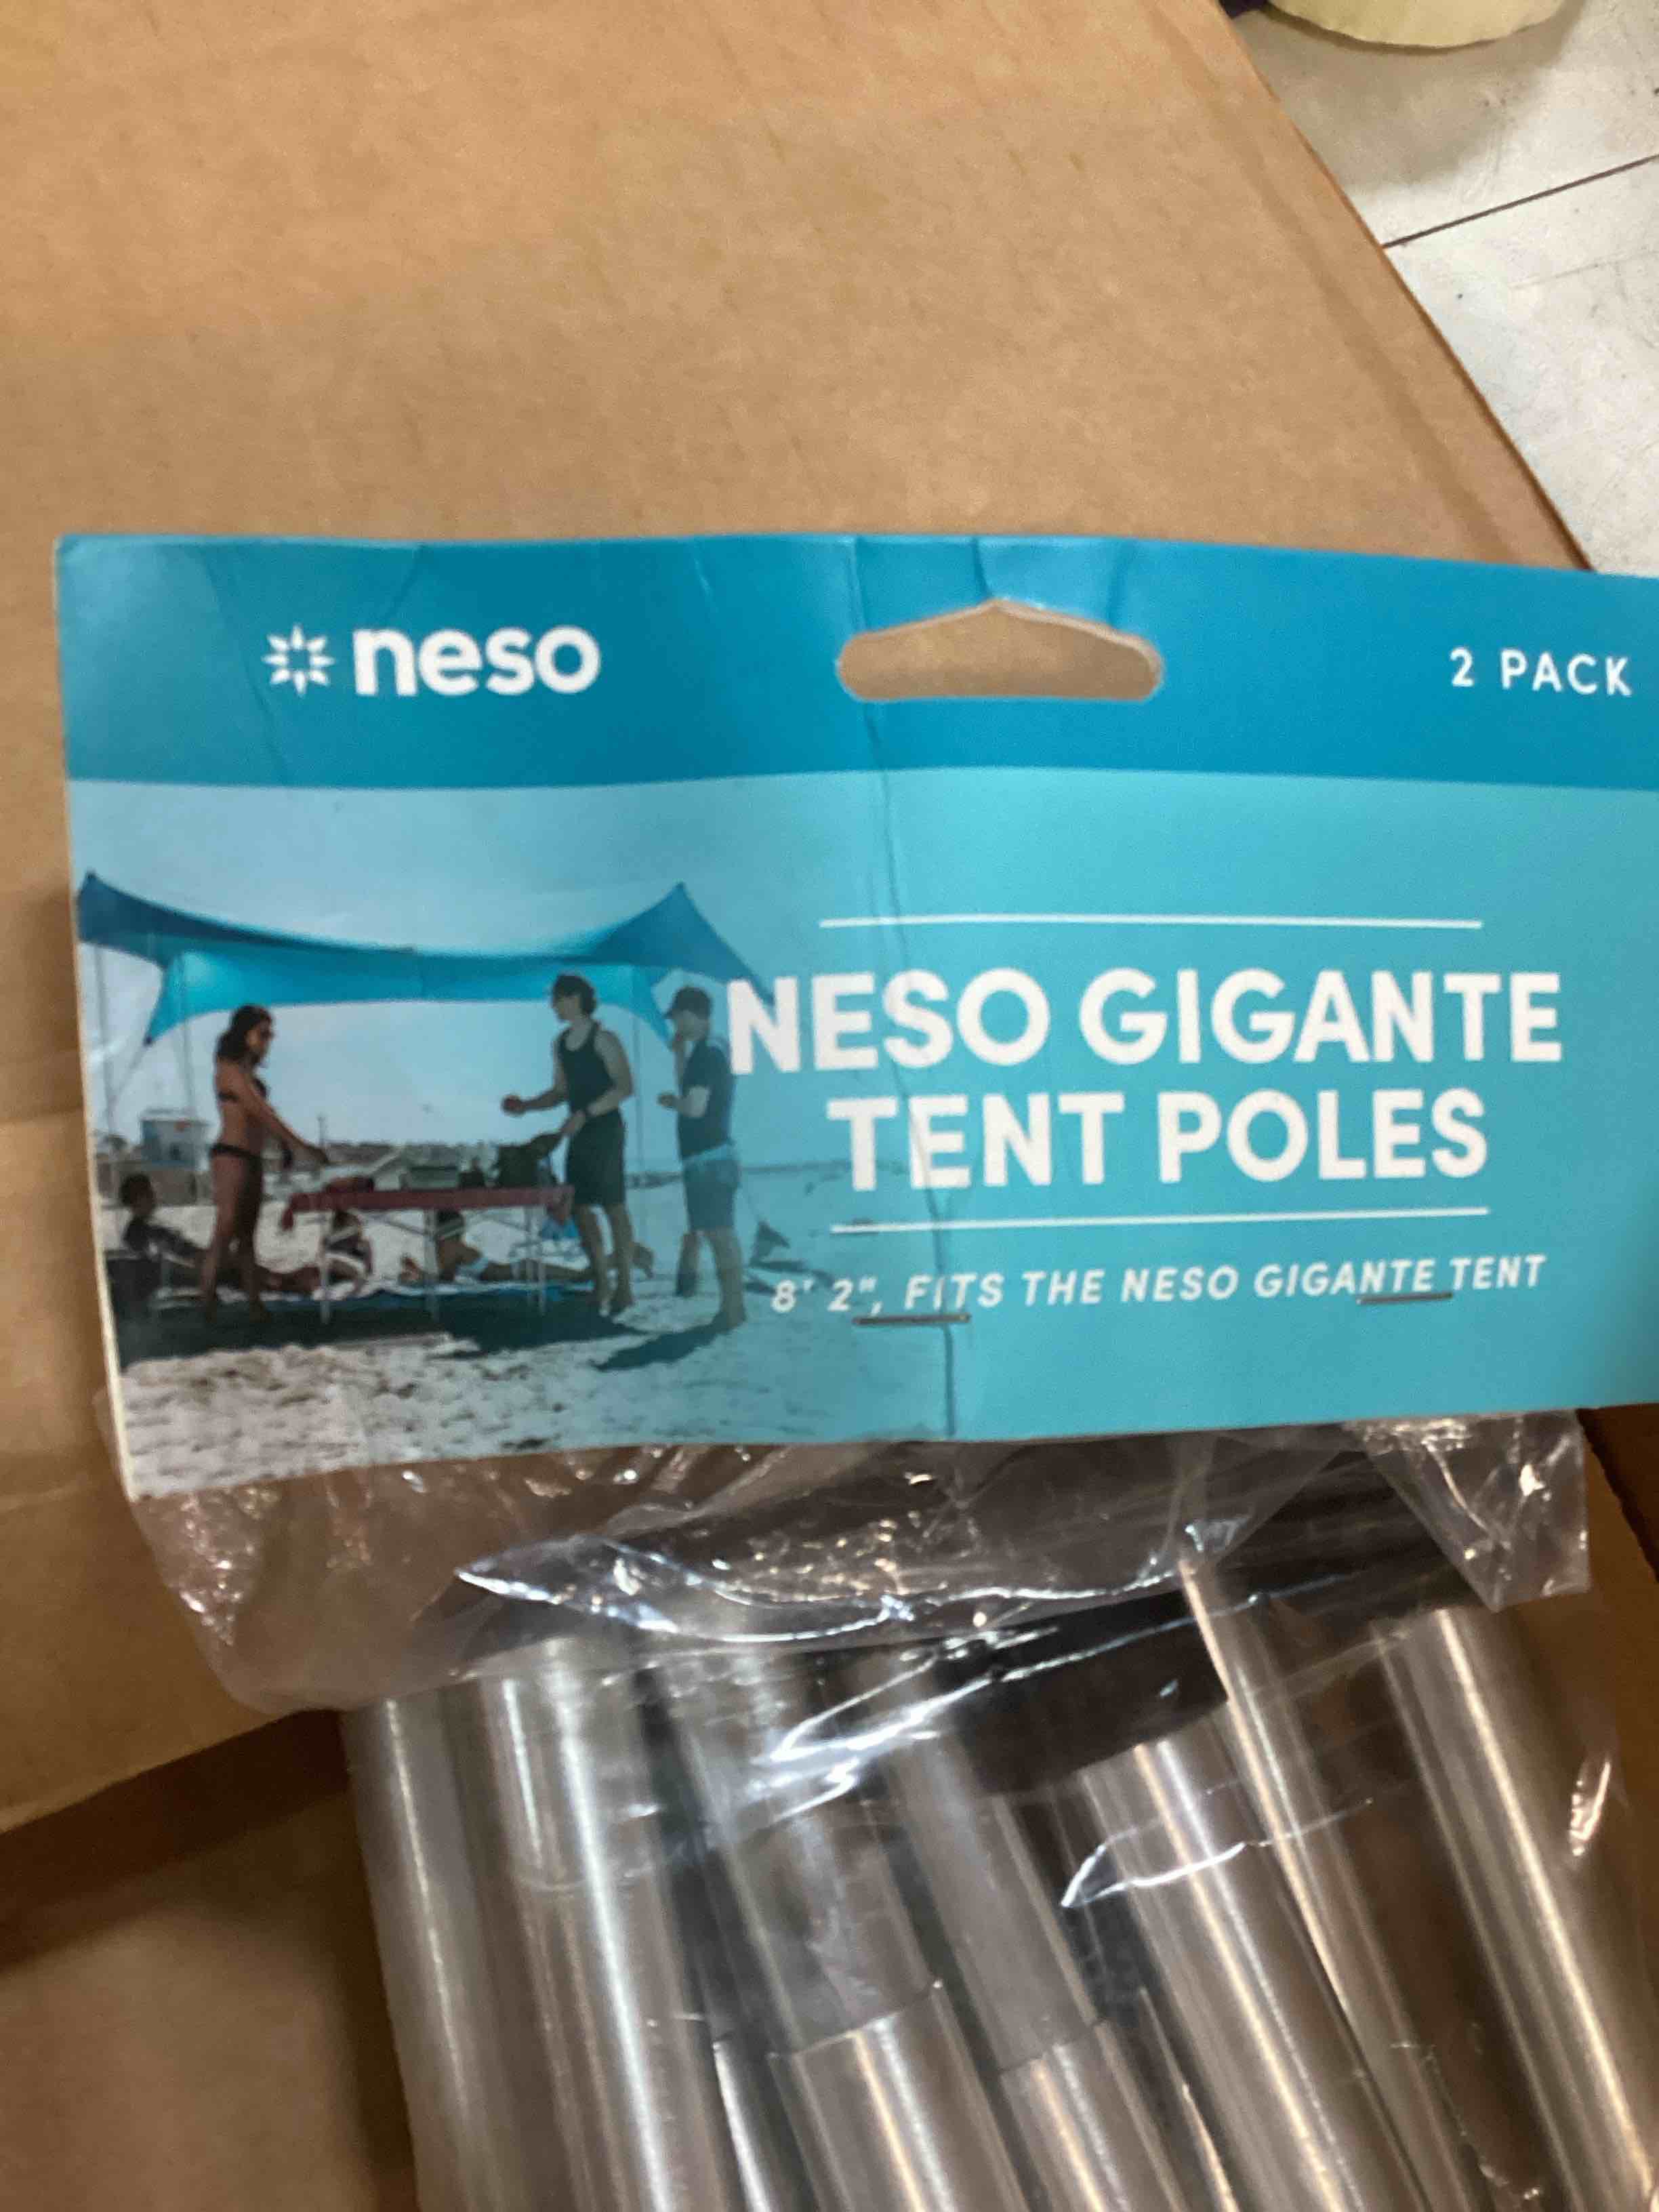 neso
2 PACK
NESO GIGANTE
TENT POLES
8' 2", FITS THE NESO GIGANTE TENT